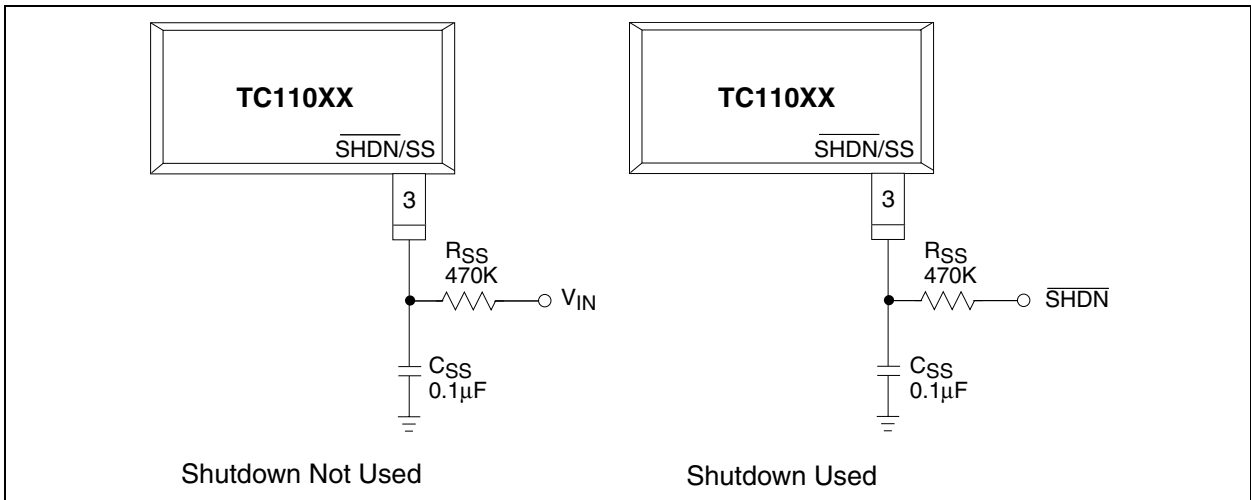 TC110XX
SHDN/SS
3
RSS
470K
VIN
CSS
0.1μF
Shutdown Not Used
TC110XX
SHDN/SS
3
RSS
470K
SHDN
CSS
0.1μF
Shutdown Used